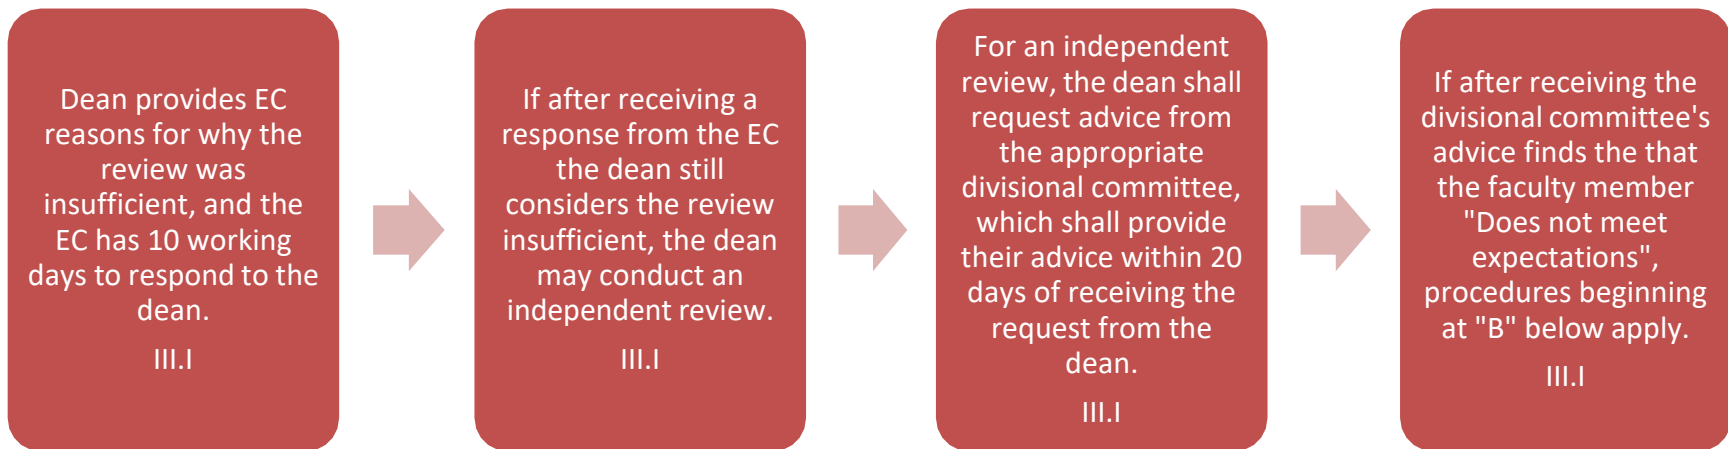 Dean provides EC
reasons for why the
review was
insufficient, and the
EC has 10 working
days to respond to the
dean.
III.I
If after receiving a
response from the EC
the dean still
considers the review
insufficient, the dean
may conduct an
independent review.
III.I
For an independent
review, the dean shall
request advice from
the appropriate
divisional committee,
which shall provide
their advice within 20
days of receiving the
request from the
dean.
III.I
If after receiving the
divisional committee's
advice finds the that
the faculty member
"Does not meet
expectations",
procedures beginning
at "B" below apply.
III.I